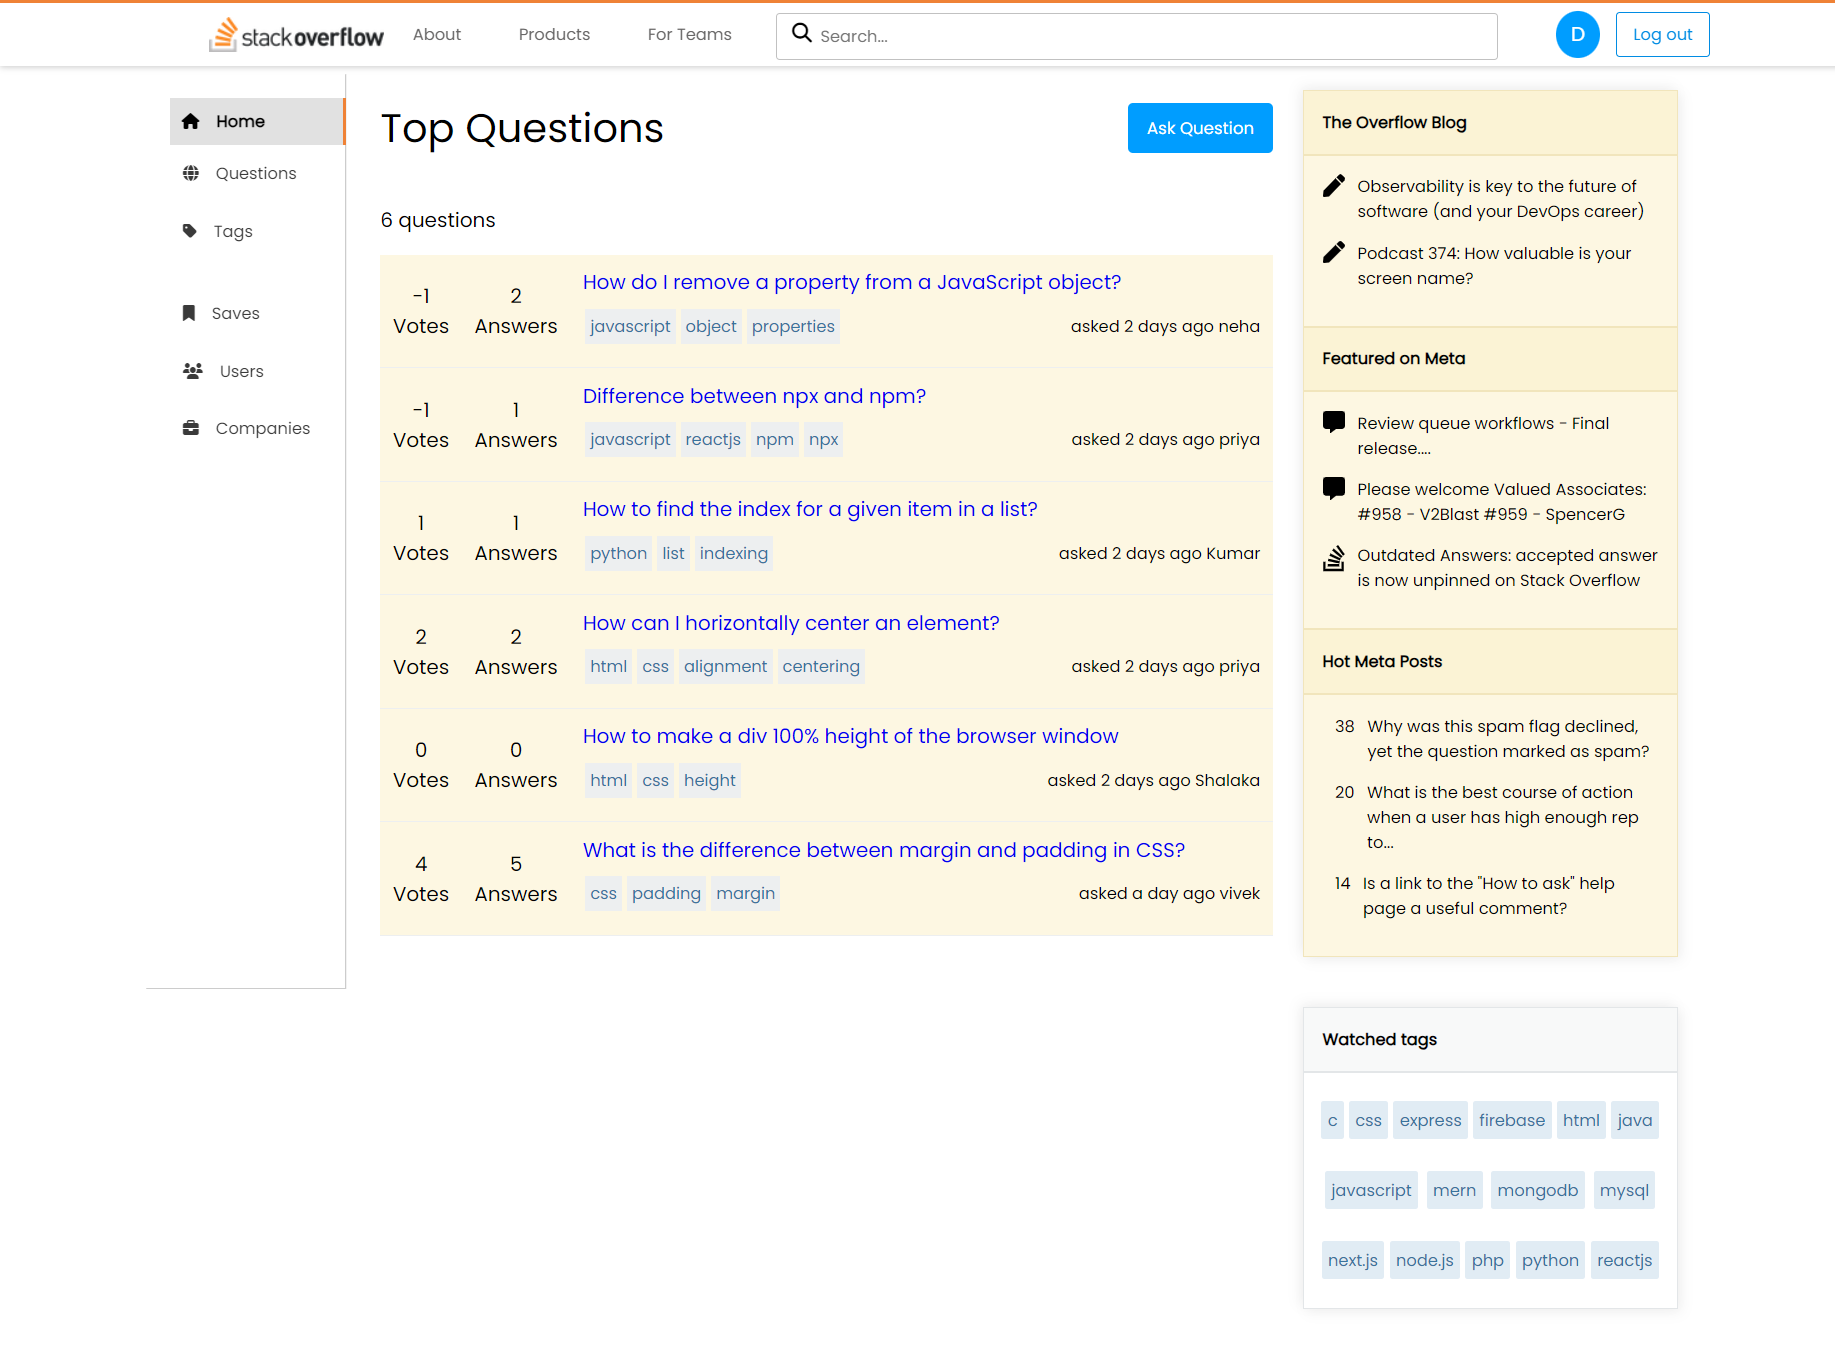 stackoverflow About Products For Teams Search... D Log out
Home
Questions
Tags
Saves
Users
Companies
Top Questions
Ask Question
6 questions
-1 Votes
2 Answers
How do I remove a property from a JavaScript object?
javascript object properties
asked 2 days ago neha
-1 Votes
1 Answers
Difference between npx and npm?
javascript reactjs npm npx
asked 2 days ago priya
1 Votes
1 Answers
How to find the index for a given item in a list?
python list indexing
asked 2 days ago Kumar
2 Votes
2 Answers
How can I horizontally center an element?
html css alignment centering
asked 2 days ago priya
0 Votes
0 Answers
How to make a div 100% height of the browser window
html css height
asked 2 days ago Shalaka
4 Votes
5 Answers
What is the difference between margin and padding in CSS?
css padding margin
asked a day ago vivek
The Overflow Blog
Observability is key to the future of
software (and your DevOps career)
Podcast 374: How valuable is your
screen name?
Featured on Meta
Review queue workflows - Final
release....
Please welcome Valued Associates:
#958 - V2Blast #959 - SpencerG
Outdated Answers: accepted answer
is now unpinned on Stack Overflow
Hot Meta Posts
38 Why was this spam flag declined,
yet the question marked as spam?
20 What is the best course of action
when a user has high enough rep
to...
14 Is a link to the "How to ask" help
page a useful comment?
Watched tags
c css express firebase html java
javascript mern mongodb mysql
next.js node.js php python reactjs